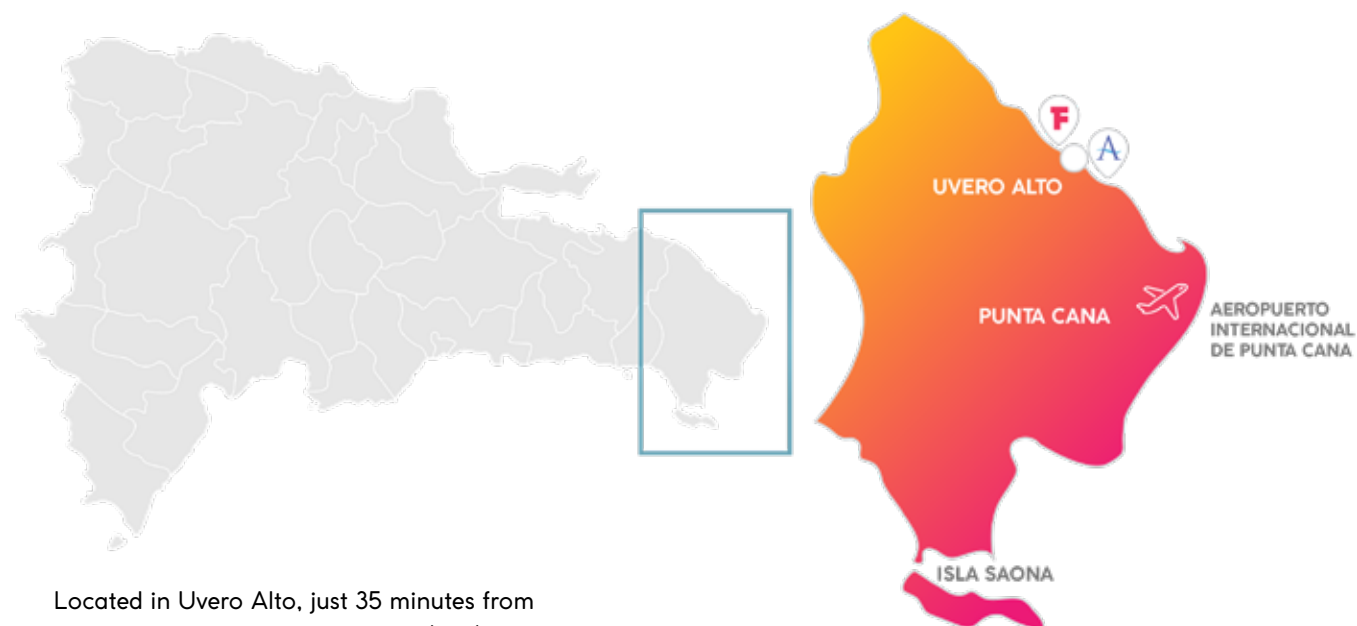 F
A
UVERO ALTO
PUNTA CANA
AEROPUERTO
INTERNACIONAL
DE PUNTA CANA
ISLA SAONA
Located in Uvero Alto, just 35 minutes from